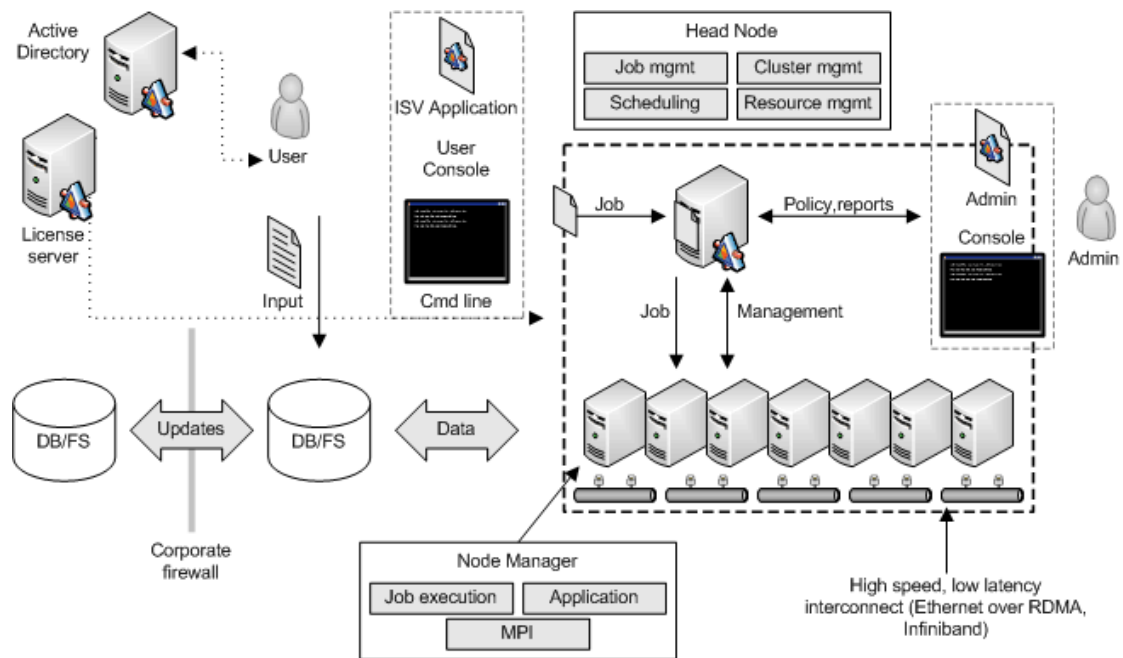 Active
Directory
User
License
server
Input
ISV Application
User
Console
Cmd line
Head Node
Job mgmt
Cluster mgmt
Scheduling
Resource mgmt
Job
Policy,reports
Admin
Console
Admin
Job
Management
DB/FS
Updates
DB/FS
Data
Corporate
firewall
Node Manager
Job execution
Application
MPI
High speed, low latency
interconnect (Ethernet over RDMA,
Infiniband)